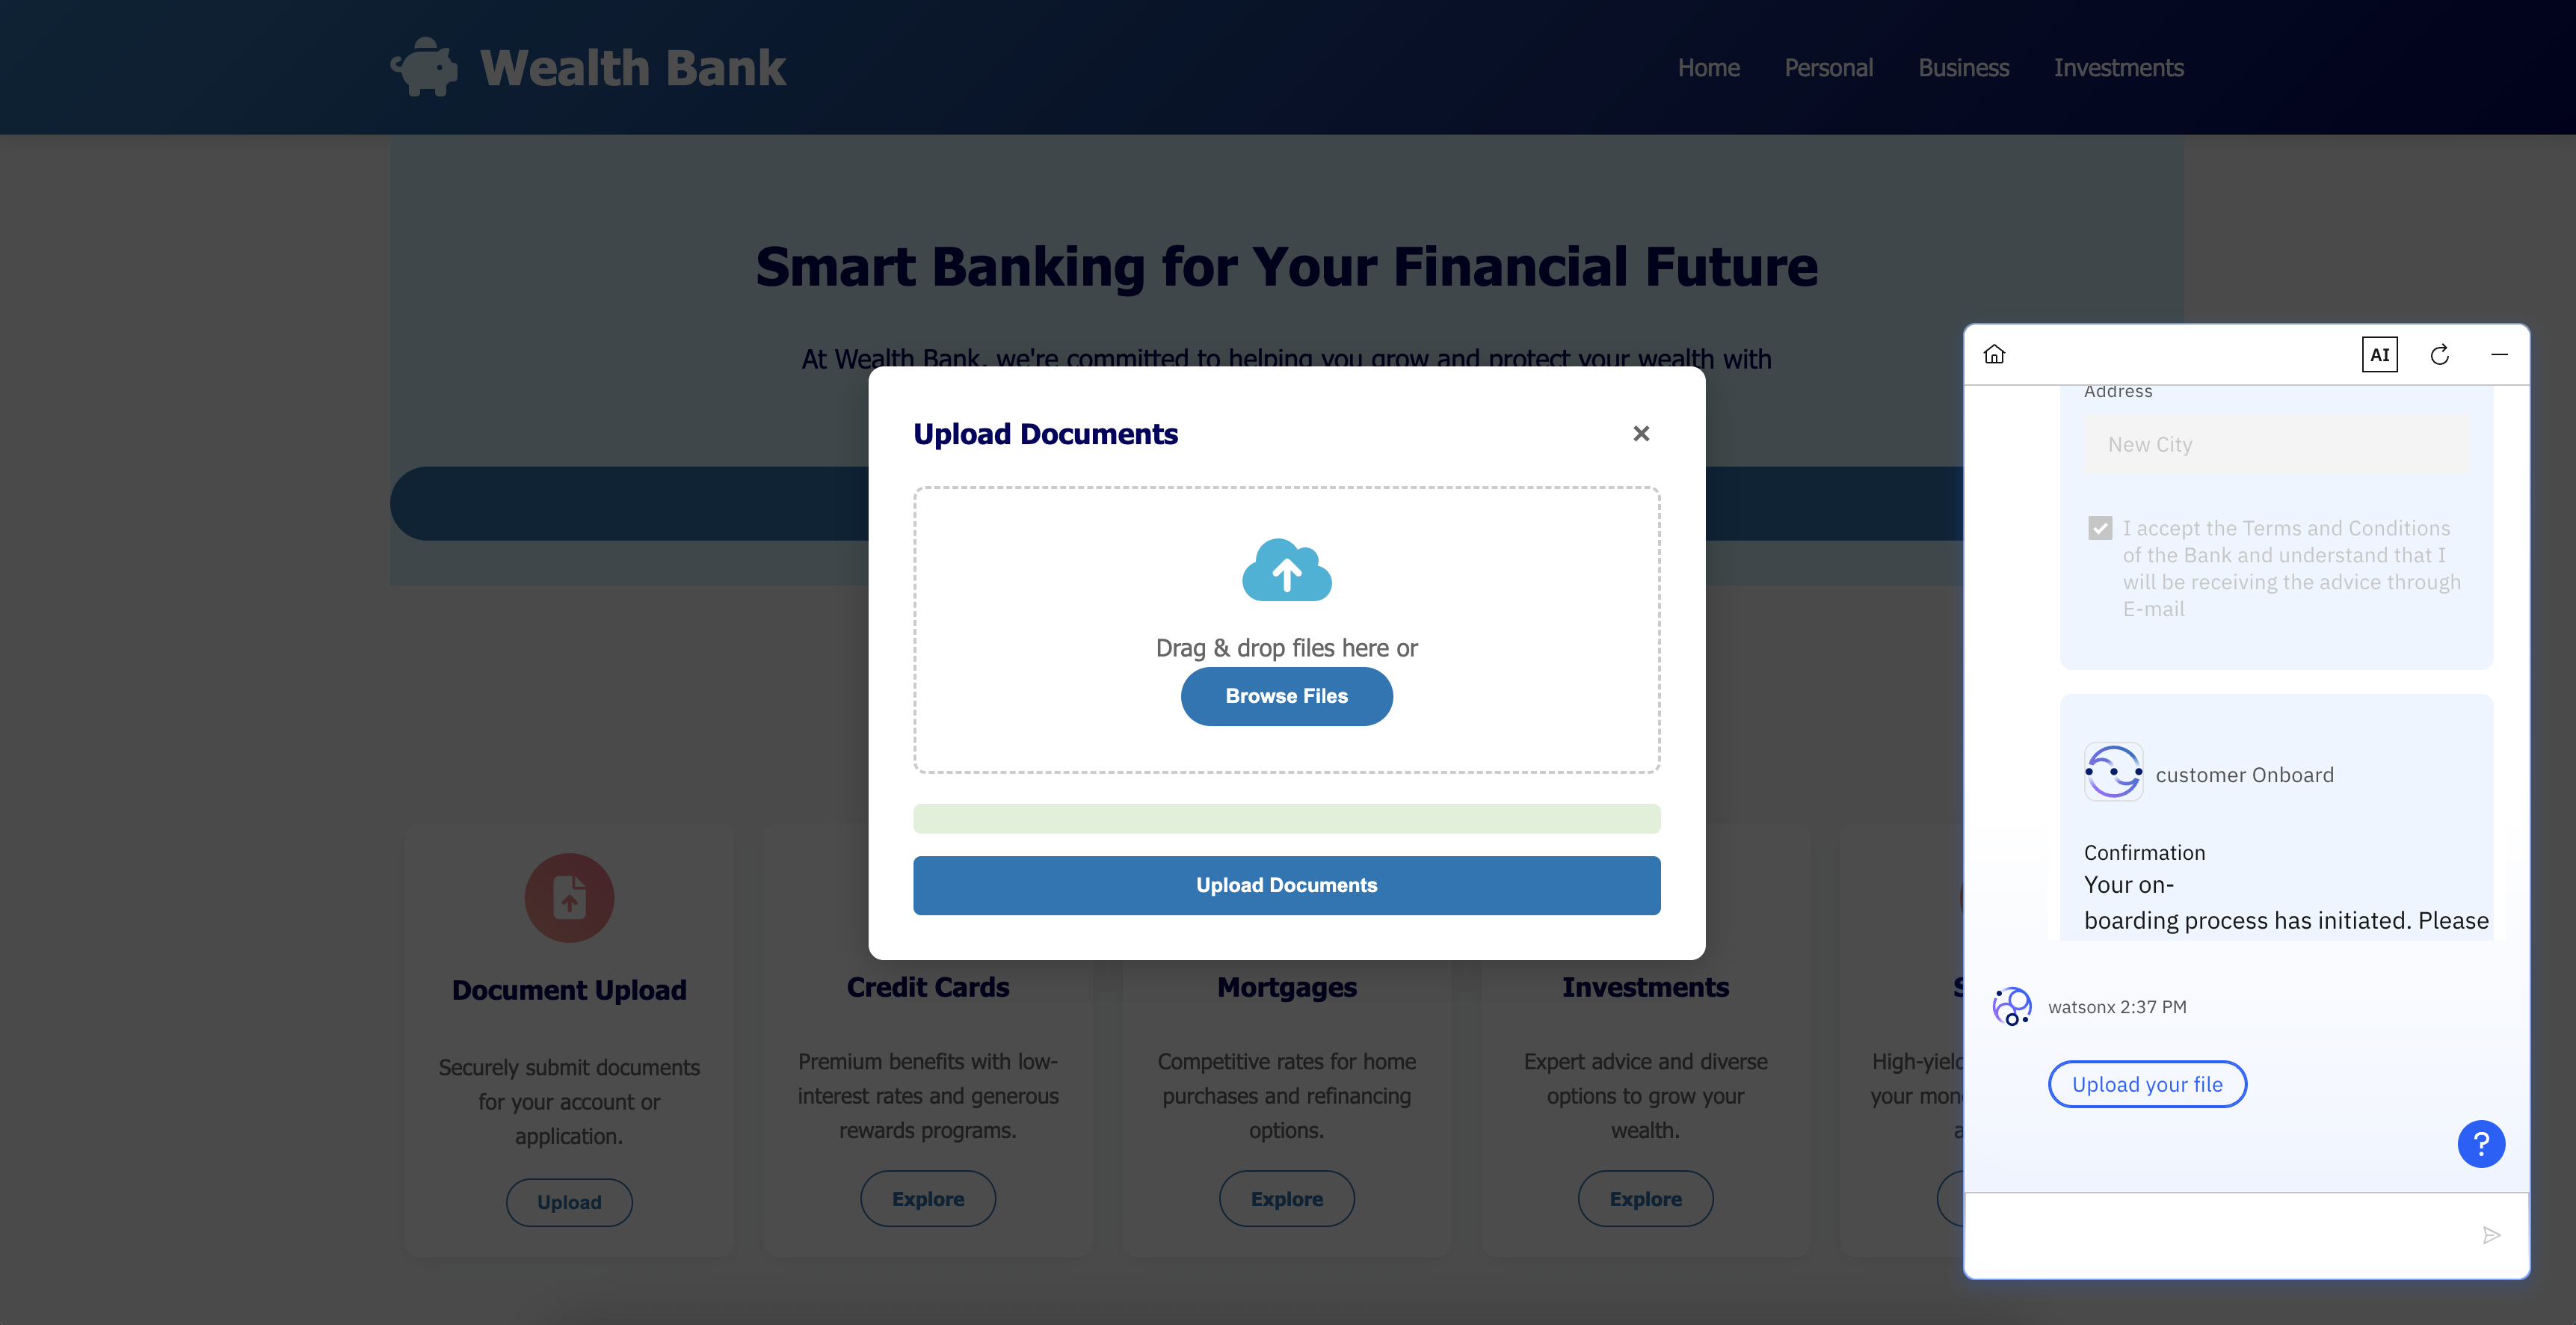 Wealth Bank
Home
Personal
Business
Investments
Smart Banking for Your Financial Future
At Wealth Bank, we're committed to helping you grow and protect your wealth with
Upload Documents
Drag & drop files here or
Browse Files
Upload Documents
Document Upload
Securely submit documents
for your account or
application.
Upload
Credit Cards
Premium benefits with low-
interest rates and generous
rewards programs.
Explore
Mortgages
Competitive rates for home
purchases and refinancing
options.
Explore
Investments
Expert advice and diverse
options to grow your
wealth.
Explore
your
AI
Address
New City
I accept the Terms and Conditions
of the Bank and understand that I
will be receiving the advice through
E-mail
customer Onboard
Confirmation
Your on-
boarding process has initiated. Please
watsonx 2:37 PM
Upload your file
?